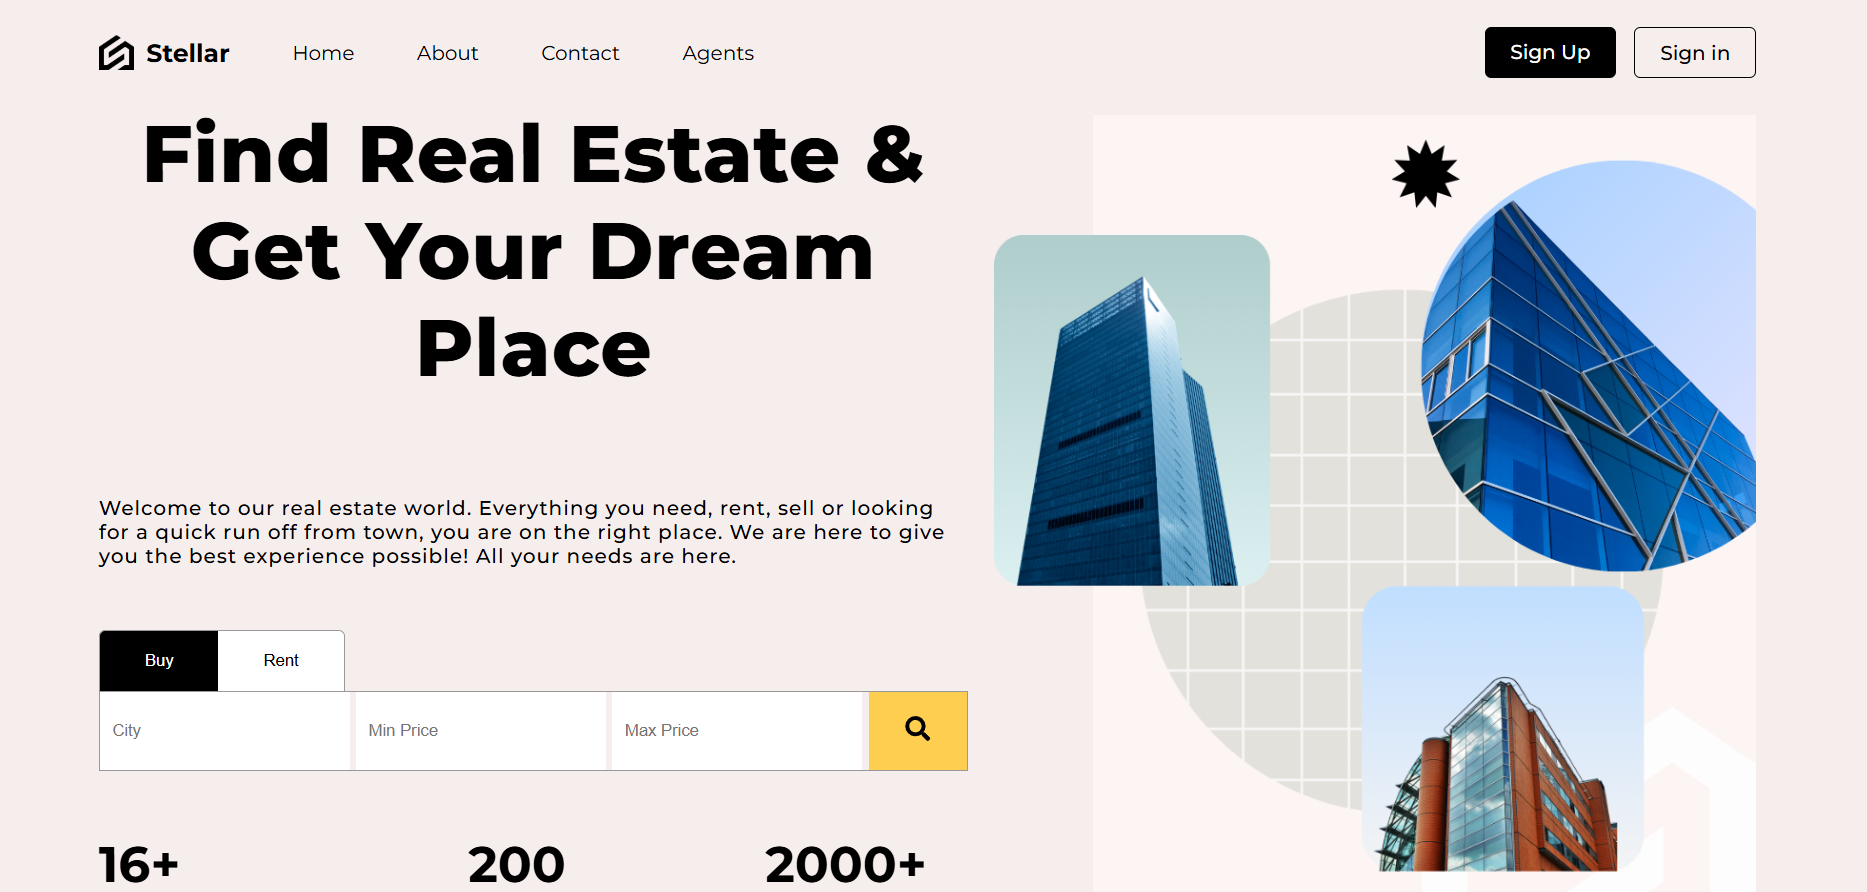 Stellar
Home
About
Contact
Agents
Sign Up
Sign in
Find Real Estate &
Get Your Dream
Place
Welcome to our real estate world. Everything you need, rent, sell or looking
for a quick run off from town, you are on the right place. We are here to give
you the best experience possible! All your needs are here.
Buy
Rent
City
Min Price
Max Price
16+
200
2000+